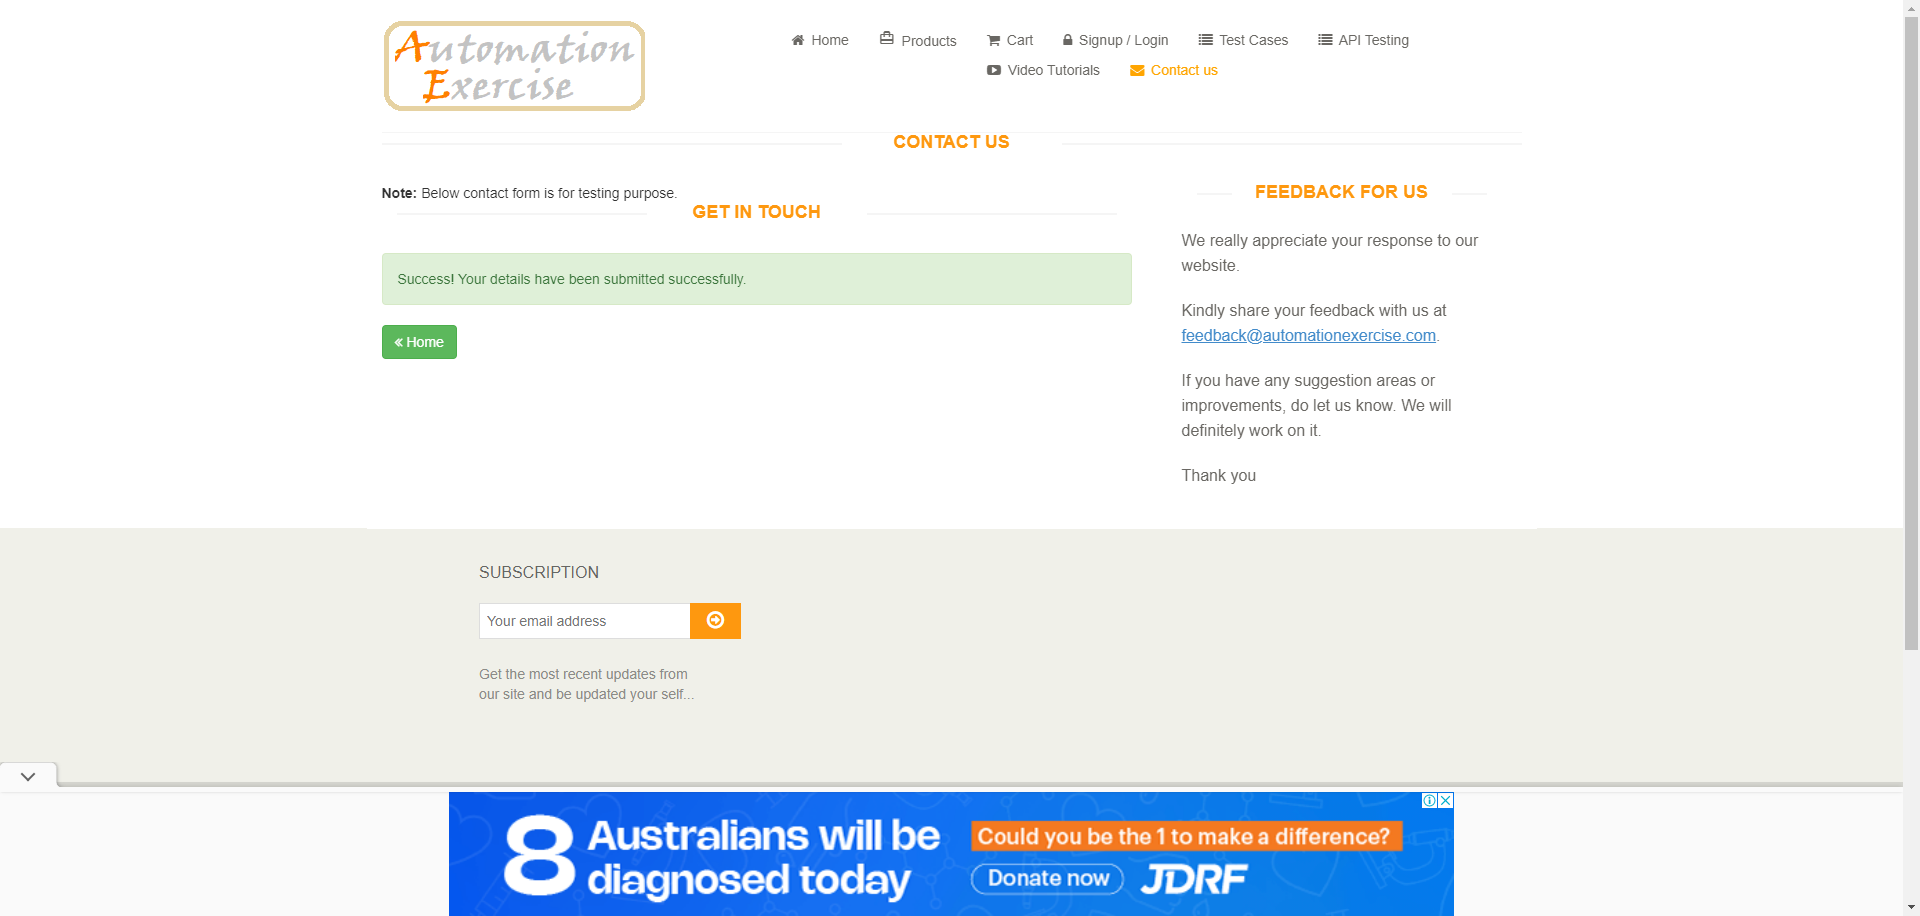 Automation
Exercise
Home
Products
Cart
Signup / Login
Test Cases
API Testing
Video Tutorials
Contact us
CONTACT US
Note: Below contact form is for testing purpose.
GET IN TOUCH
Success! Your details have been submitted successfully.
« Home
FEEDBACK FOR US
We really appreciate your response to our
website.
Kindly share your feedback with us at
feedback@automationexercise.com.
If you have any suggestion areas or
improvements, do let us know. We will
definitely work on it.
Thank you
SUBSCRIPTION
Your email address
Get the most recent updates from
our site and be updated your self...
8 Australians will be
diagnosed today
Could you be the 1 to make a difference?
Donate now
JDRF